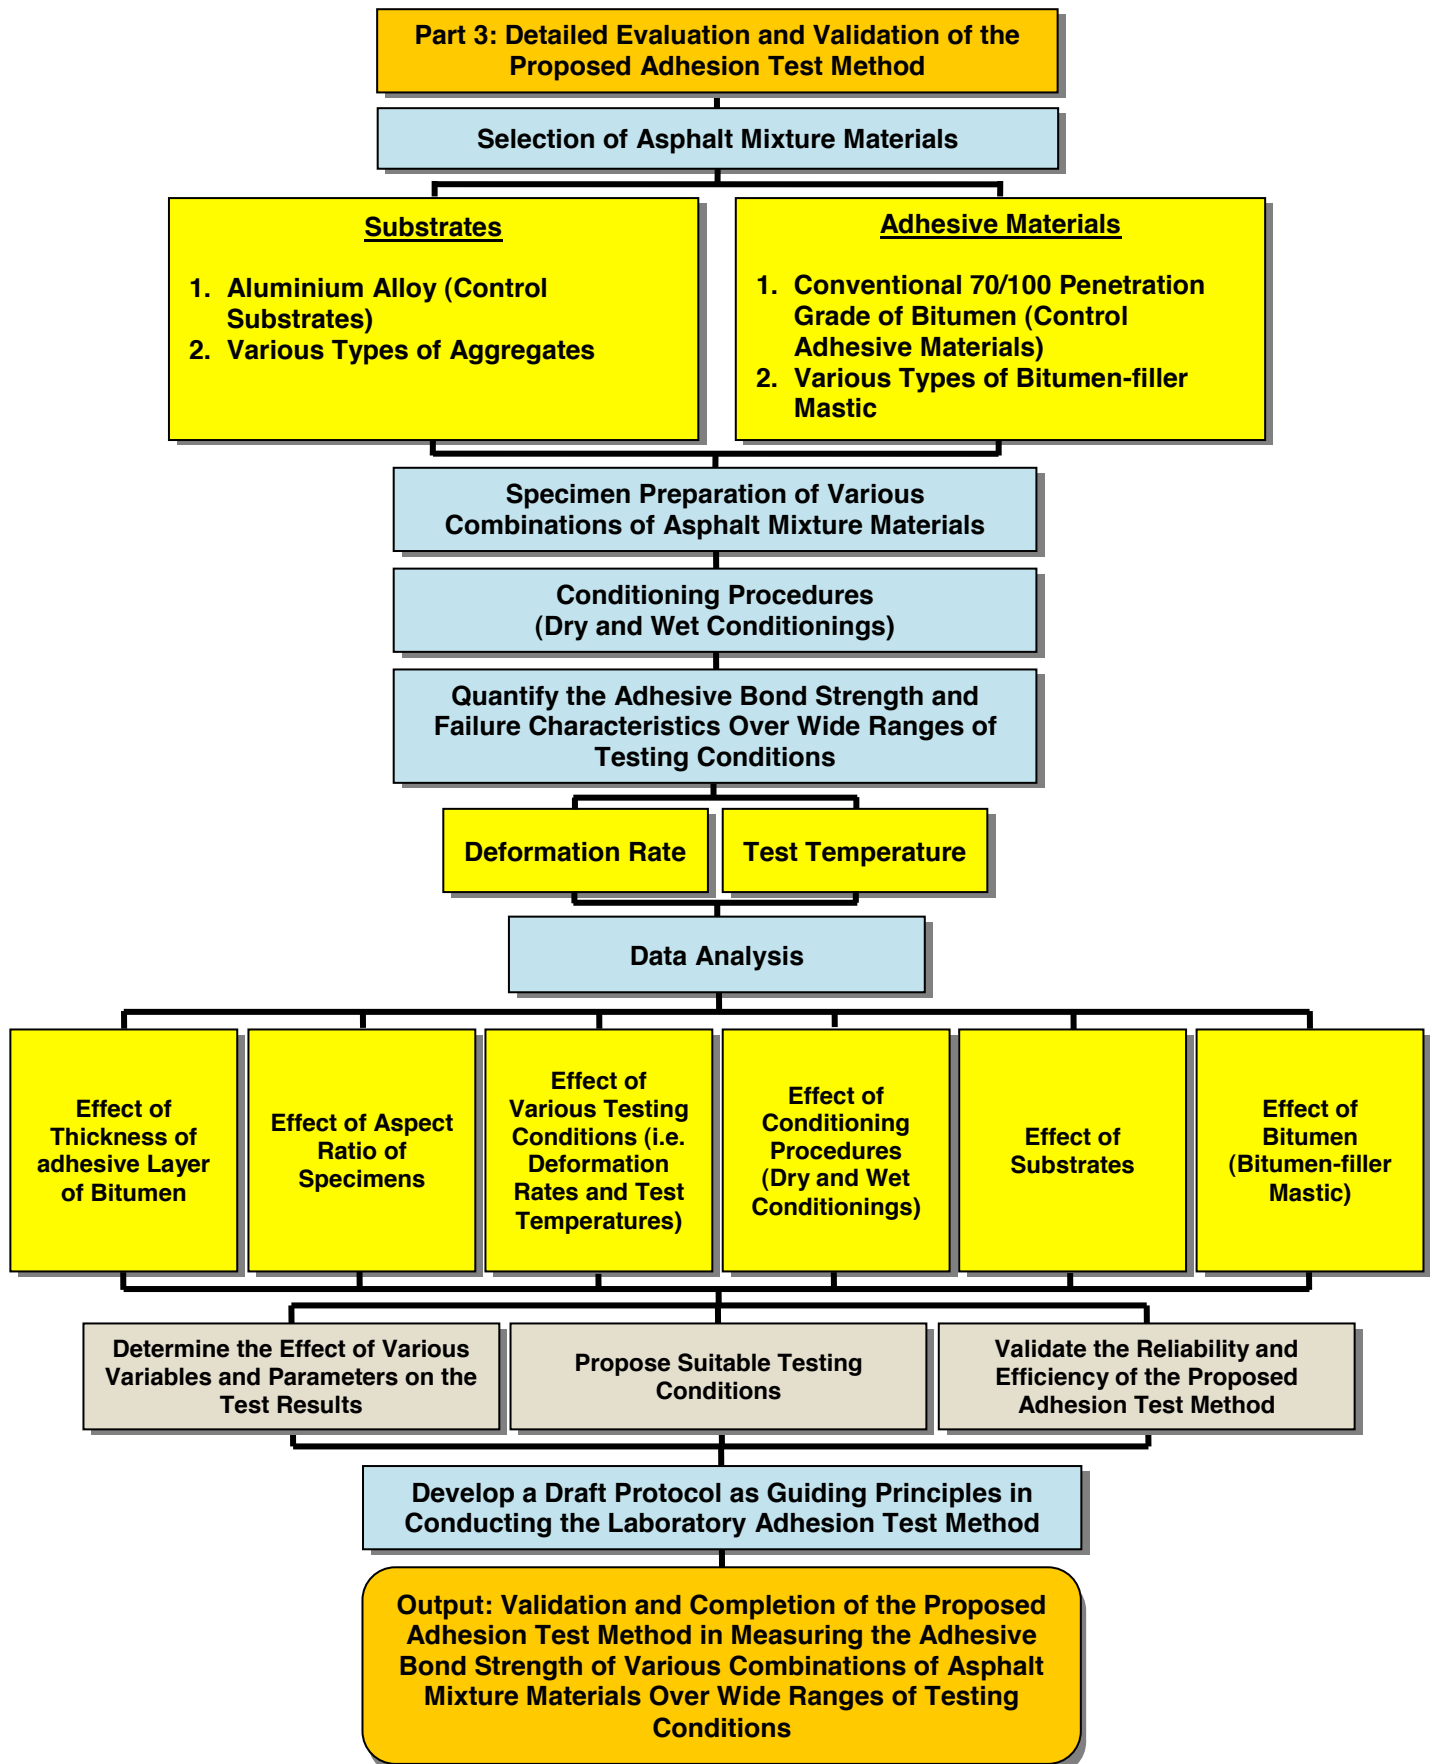 Part 3: Detailed Evaluation and Validation of the
Proposed Adhesion Test Method
Selection of Asphalt Mixture Materials
Substrates
1. Aluminium Alloy (Control
Substrates)
2. Various Types of Aggregates
Adhesive Materials
1. Conventional 70/100 Penetration
Grade of Bitumen (Control
Adhesive Materials)
2. Various Types of Bitumen-filler
Mastic
Specimen Preparation of Various
Combinations of Asphalt Mixture Materials
Conditioning Procedures
(Dry and Wet Conditionings)
Quantify the Adhesive Bond Strength and
Failure Characteristics Over Wide Ranges of
Testing Conditions
Deformation Rate
Test Temperature
Data Analysis
Effect of
Thickness of
adhesive Layer
of Bitumen
Effect of Aspect
Ratio of
Specimens
Effect of
Various Testing
Conditions (i.e.
Deformation
Rates and Test
Temperatures)
Effect of
Conditioning
Procedures
(Dry and Wet
Conditionings)
Effect of
Substrates
Effect of
Bitumen
(Bitumen-filler
Mastic)
Determine the Effect of Various
Variables and Parameters on the
Test Results
Propose Suitable Testing
Conditions
Validate the Reliability and
Efficiency of the Proposed
Adhesion Test Method
Develop a Draft Protocol as Guiding Principles in
Conducting the Laboratory Adhesion Test Method
Output: Validation and Completion of the Proposed
Adhesion Test Method in Measuring the Adhesive
Bond Strength of Various Combinations of Asphalt
Mixture Materials Over Wide Ranges of Testing
Conditions